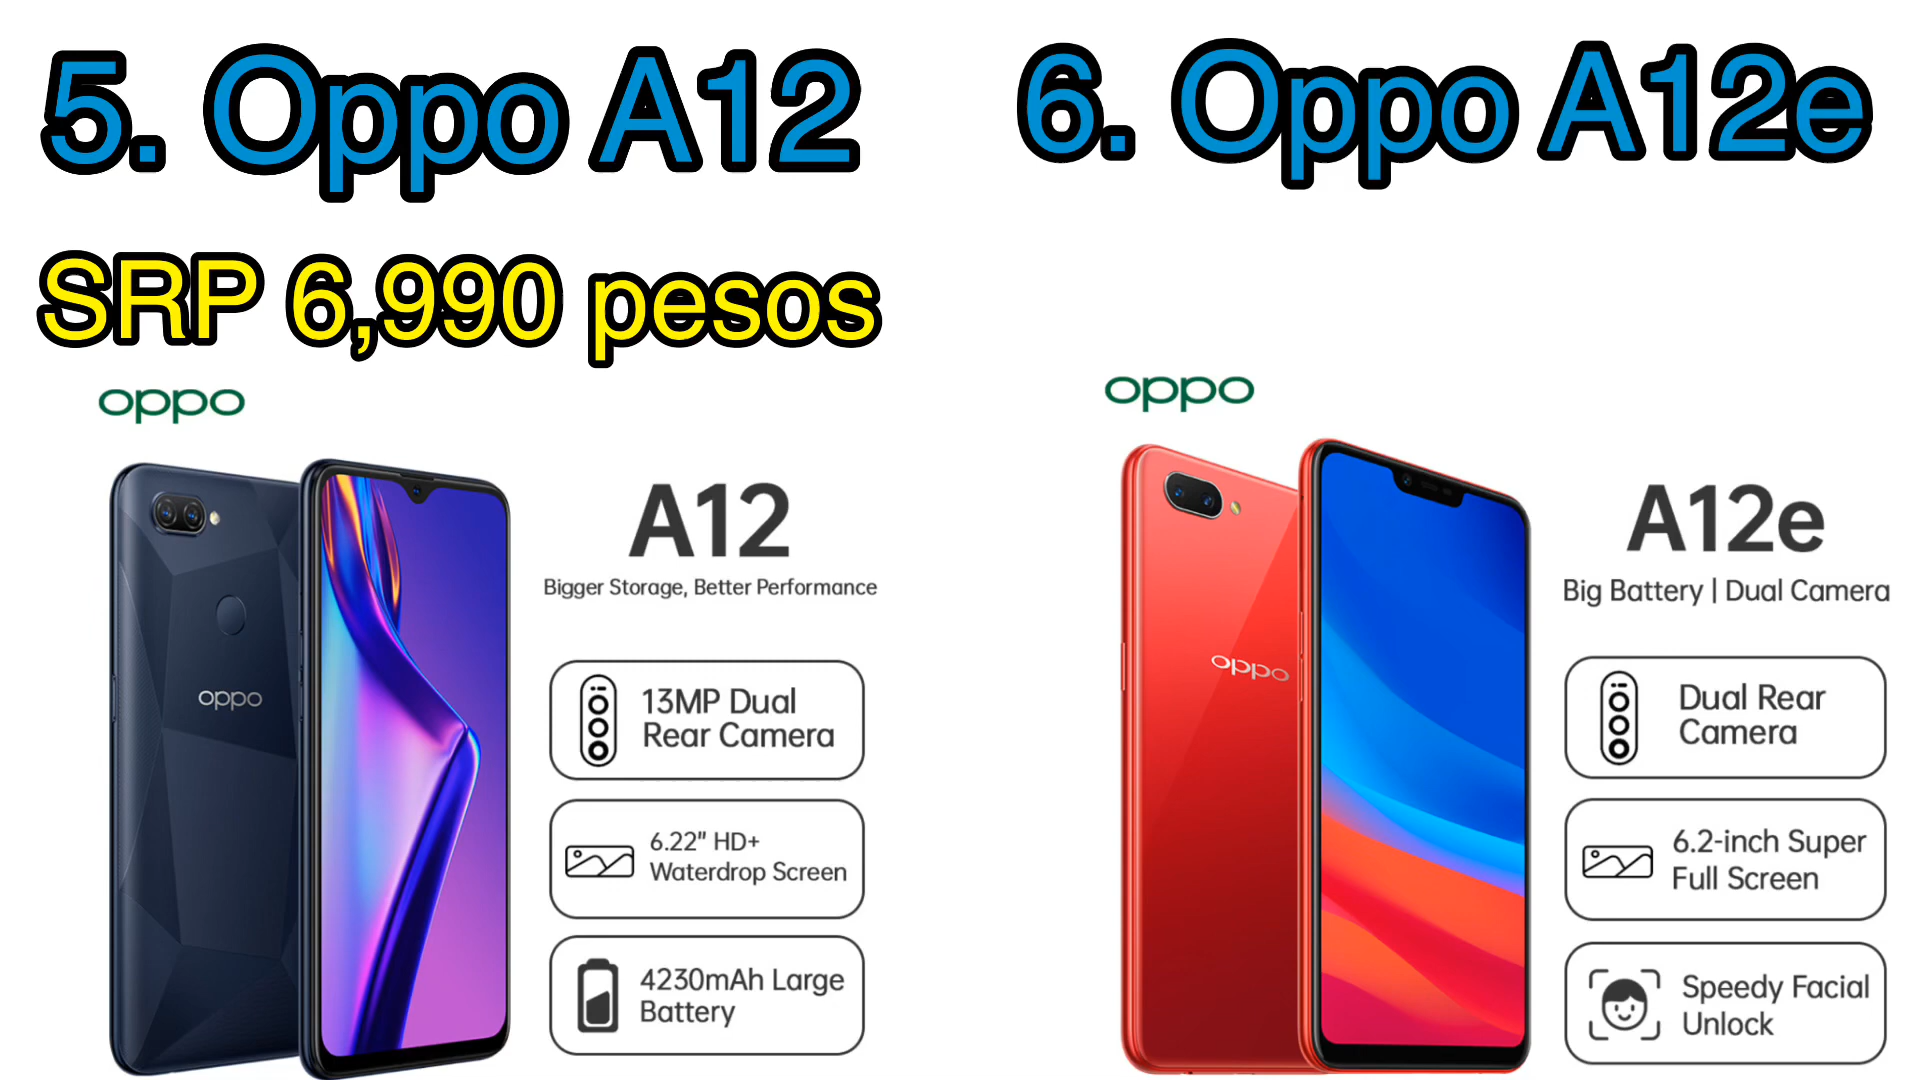 5. Oppo A12
SRP 6,990 pesos
oppo
oppo
A12
Bigger Storage, Better Performance
13MP Dual
Rear Camera
6.22" HD+
Waterdrop Screen
4230mAh Large
Battery
6. Oppo A12e
oppo
oppo
A12e
Big Battery | Dual Camera
Dual Rear
Camera
6.2-inch Super
Full Screen
Speedy Facial
Unlock